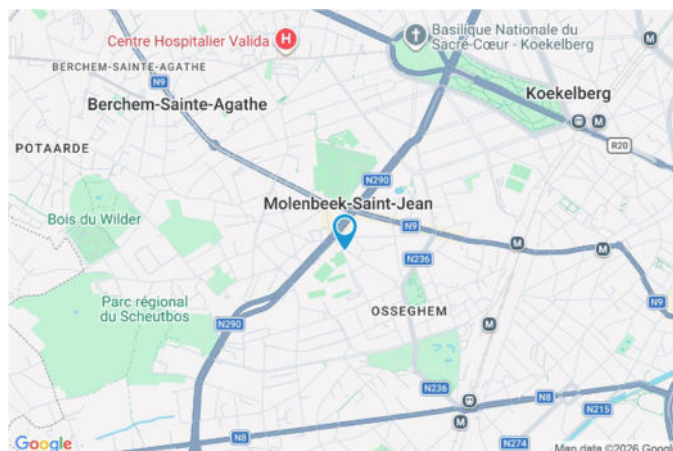 Centre Hospitalier Valida
H
Basilique Nationale du
Sacré-Cœur - Koekelberg
M
BERCHEM-SAINTE-AGATHE
N9
Berchem-Sainte-Agathe
Koekelberg
M
R20
POTAARDE
N290
Bois du Wilder
Molenbeek-Saint-Jean
N9
M
M
N236
Parc régional
du Scheutbos
OSSEGHEM
N9
N290
M
N236
N8
M
N215
N8
N274
Google
Map data ©2026 Google